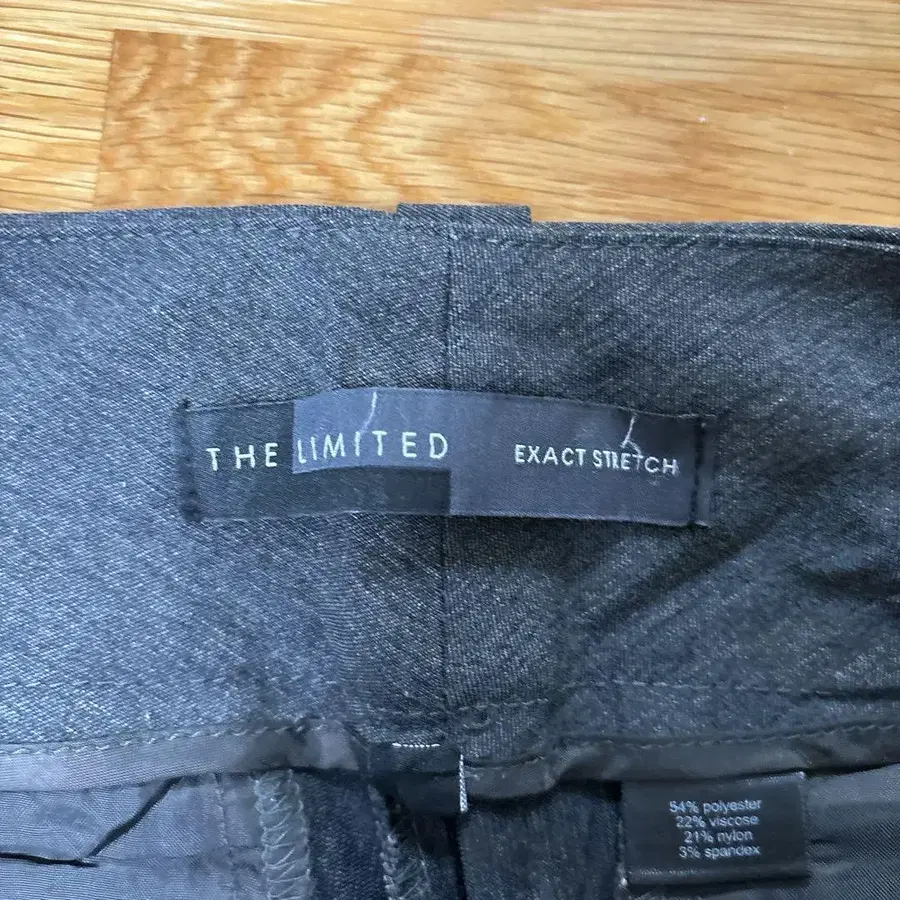 THE LIMITED EXACT STRETCH
54% polyester
22% viscose
21% nylon
3% spandex